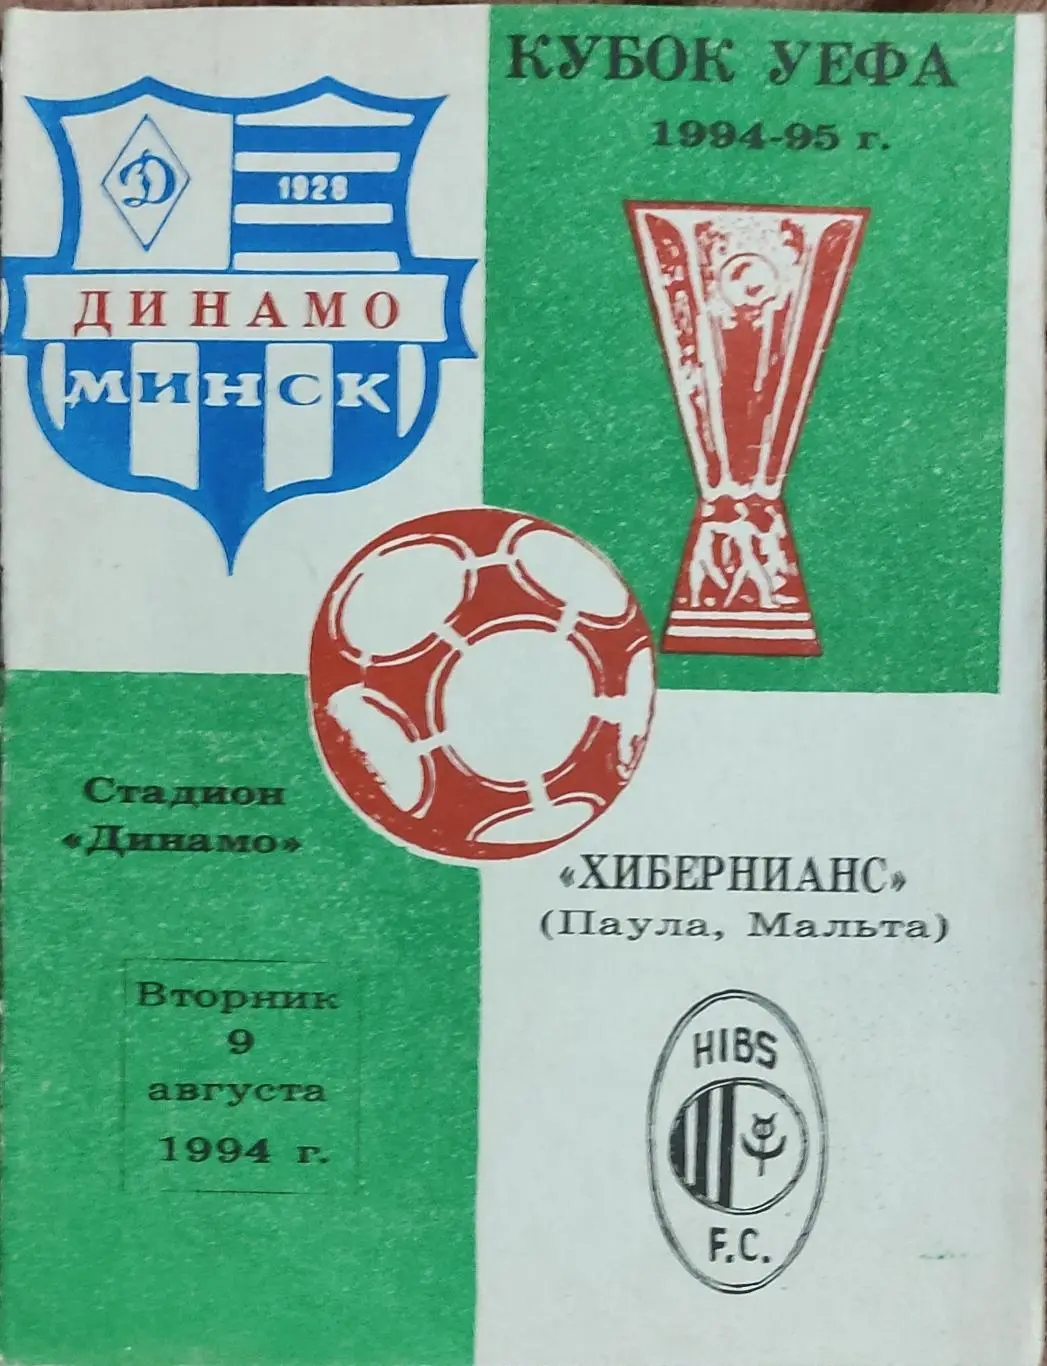 КУБОК УЕФА
1994-95 г.
Д
1928
ДИНАМО
МИНСК
Стадион
«Динамо»
«ХИБЕРНИАНС»
(Паула, Мальта)
Вторник
9
августа
1994 г.
HIBS
F.C.